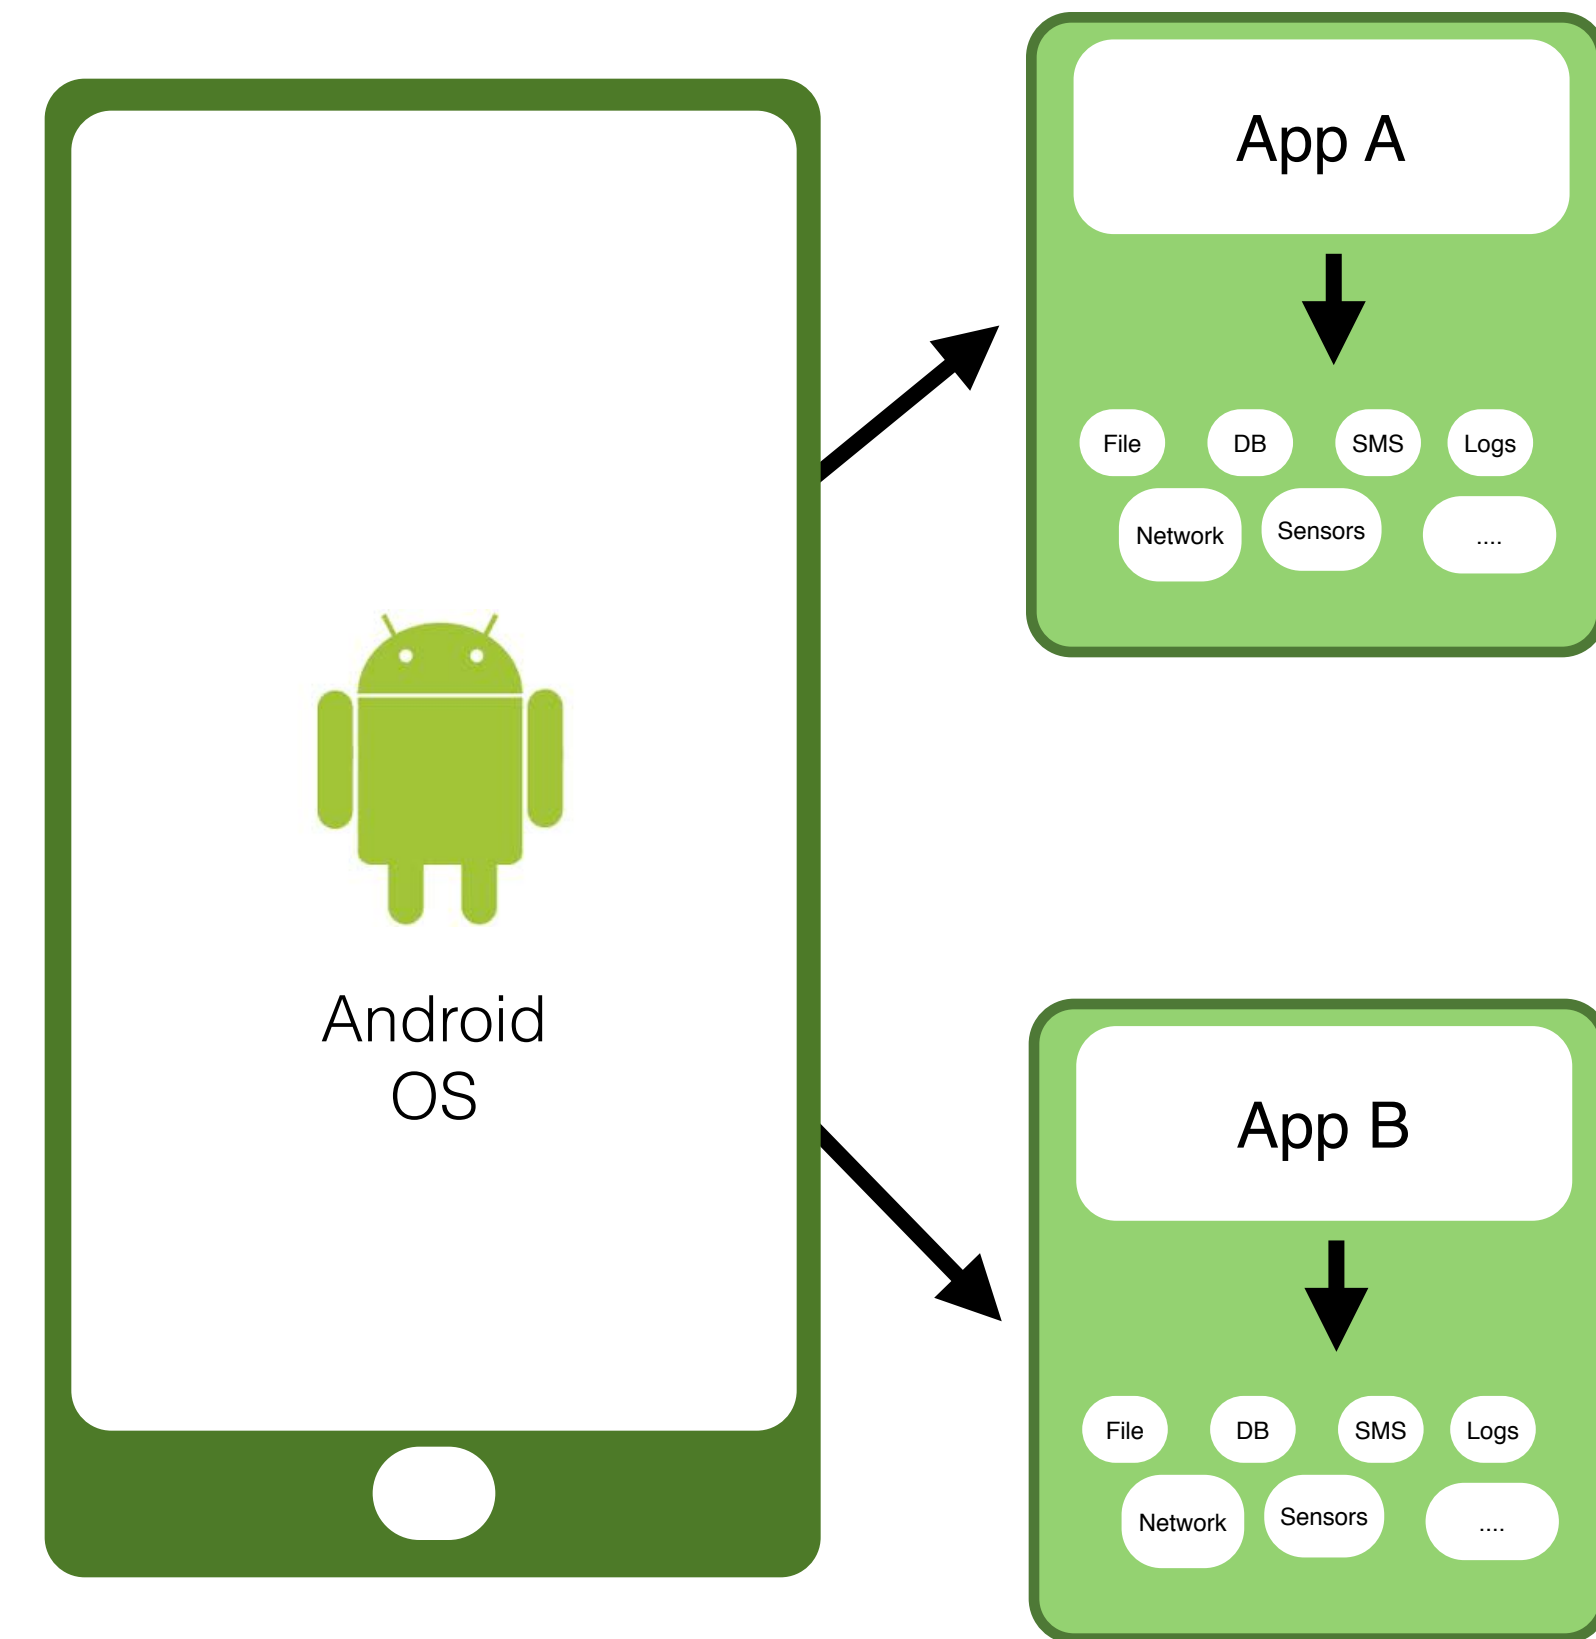 Android
OS
App A
File
DB
SMS
Logs
Network
Sensors
....
App B
File
DB
SMS
Logs
Network
Sensors
....